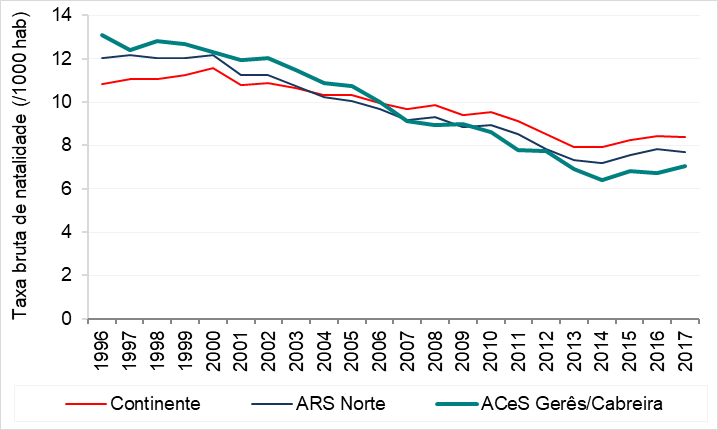 Taxa bruta de natalidade (/1000 hab)
14
12
10
8
6
4
2
0
1996 1997 1998 1999 2000 2001 2002 2003 2004 2005 2006 2007 2008 2009 2010 2011 2012 2013 2014 2015 2016 2017
Continente ARS Norte ACeS Gerês/Cabreira